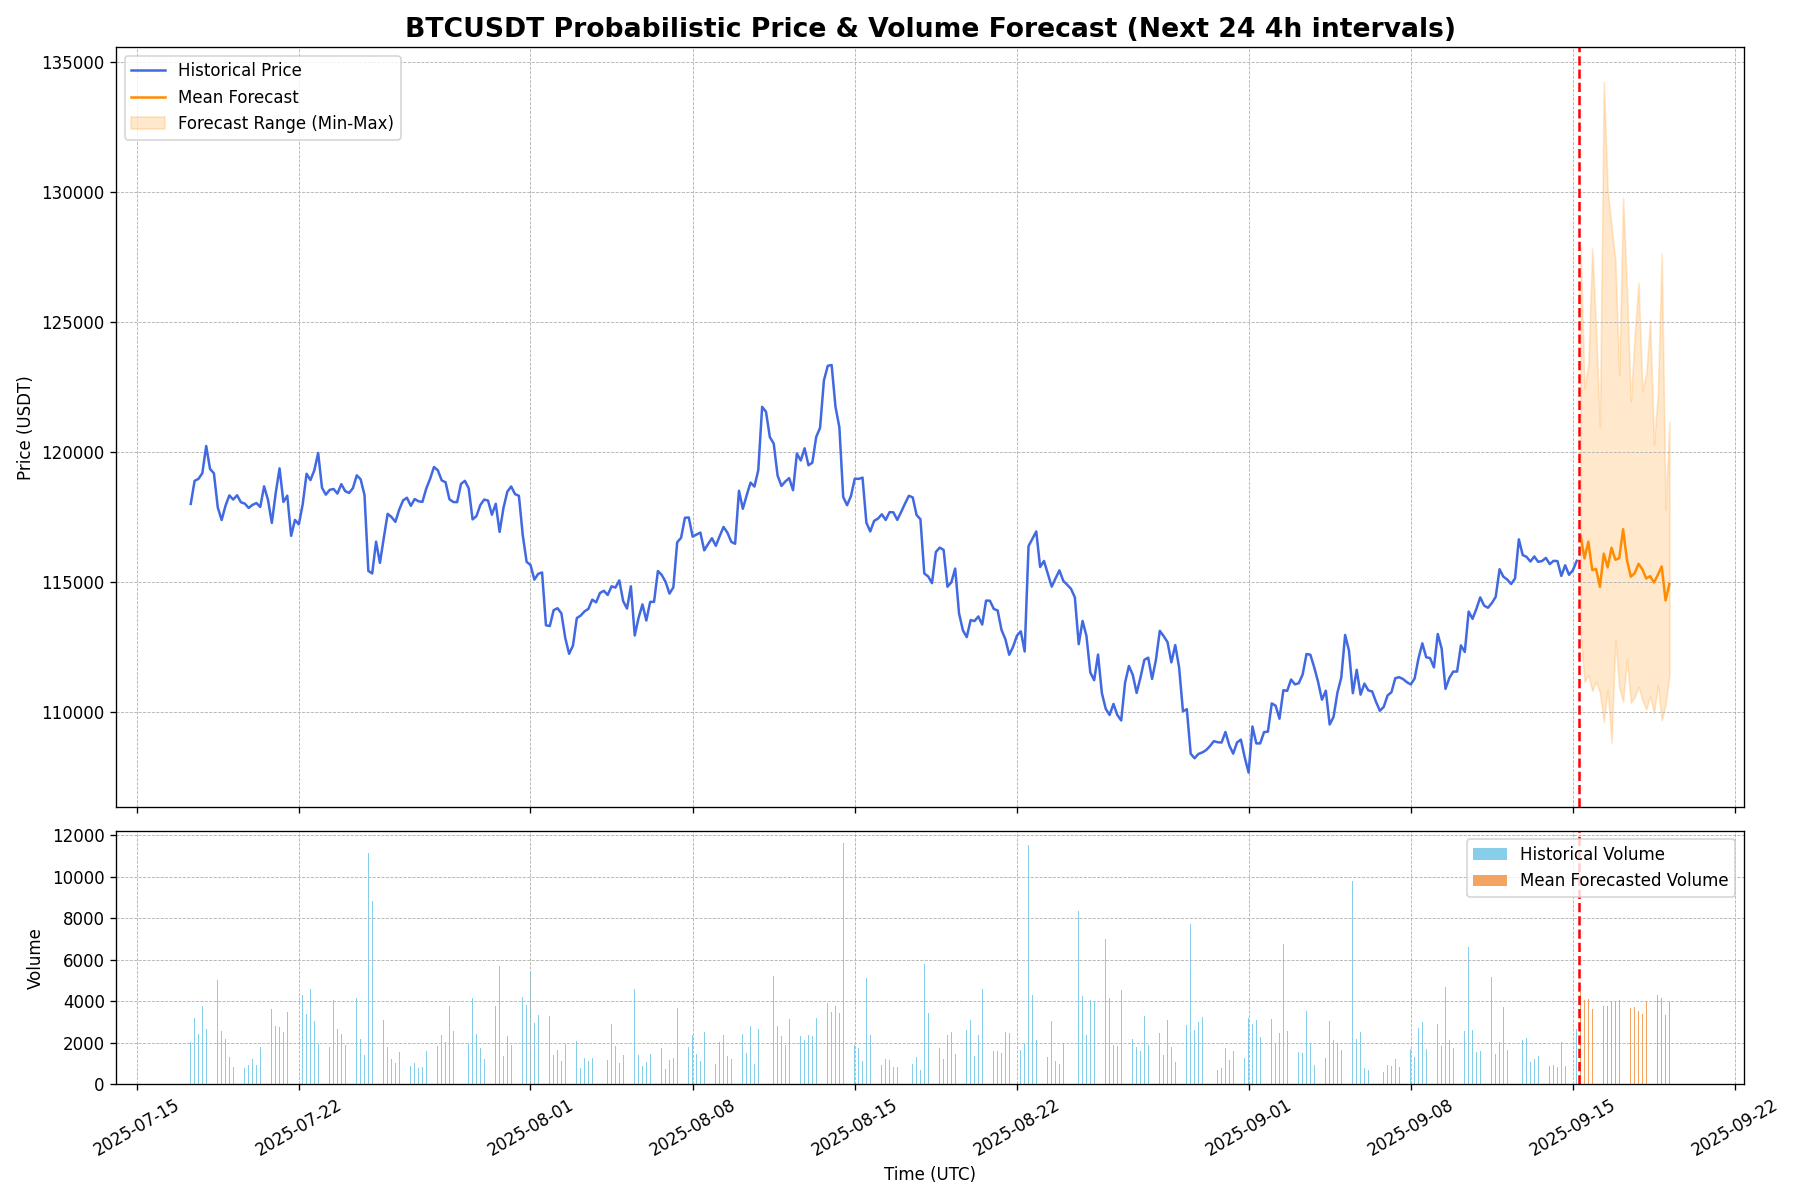 BTCUSDT Probabilistic Price & Volume Forecast (Next 24 4h intervals)
Historical Price
Mean Forecast
Forecast Range (Min-Max)
135000
130000
125000
120000
115000
110000
Price (USDT)
Historical Volume
Mean Forecasted Volume
12000
10000
8000
6000
4000
2000
0
Volume
2025-07-15
2025-07-22
2025-08-01
2025-08-08
2025-08-15
2025-08-22
2025-09-01
2025-09-08
2025-09-15
2025-09-22
Time (UTC)